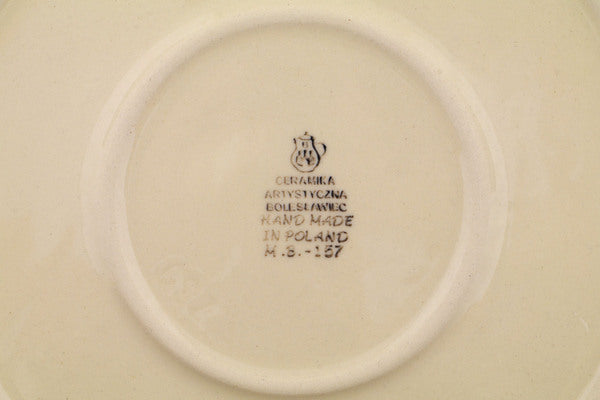 CERAMIKA
ARTYSTYCZNA
BOLESŁAWIEC
HAND MADE
IN POLAND
M.B.-157